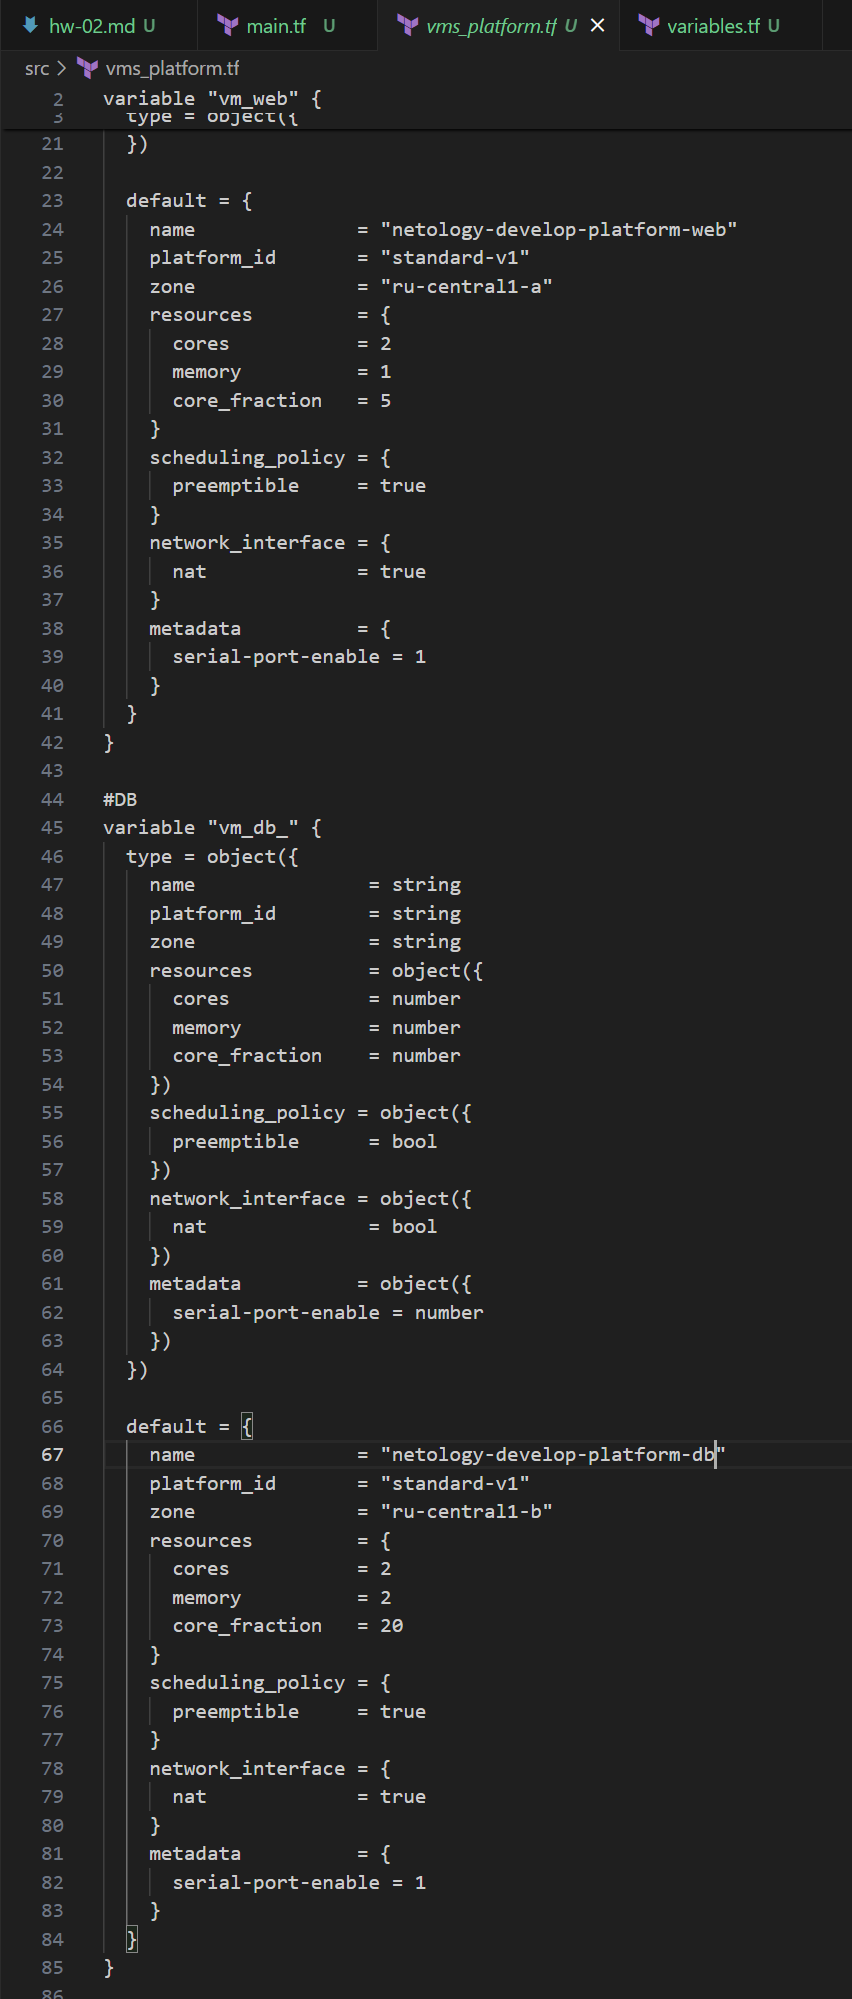 hw-02.md U main.tf U vms_platform.tf U × variables.tf U
src > vms_platform.tf
2 variable "vm_web" {
3 type = object({
21 })
22
23 default = {
24 name = "netology-develop-platform-web"
25 platform_id = "standard-v1"
26 zone = "ru-central1-a"
27 resources = {
28 cores = 2
29 memory = 1
30 core_fraction = 5
31 }
32 scheduling_policy = {
33 preemptible = true
34 }
35 network_interface = {
36 nat = true
37 }
38 metadata = {
39 serial-port-enable = 1
40 }
41 }
42 }
43
44 #DB
45 variable "vm_db_" {
46 type = object({
47 name = string
48 platform_id = string
49 zone = string
50 resources = object({
51 cores = number
52 memory = number
53 core_fraction = number
54 })
55 scheduling_policy = object({
56 preemptible = bool
57 })
58 network_interface = object({
59 nat = bool
60 })
61 metadata = object({
62 serial-port-enable = number
63 })
64 })
65
66 default = {
67 name = "netology-develop-platform-db"
68 platform_id = "standard-v1"
69 zone = "ru-central1-b"
70 resources = {
71 cores = 2
72 memory = 2
73 core_fraction = 20
74 }
75 scheduling_policy = {
76 preemptible = true
77 }
78 network_interface = {
79 nat = true
80 }
81 metadata = {
82 serial-port-enable = 1
83 }
84 }
85 }
86